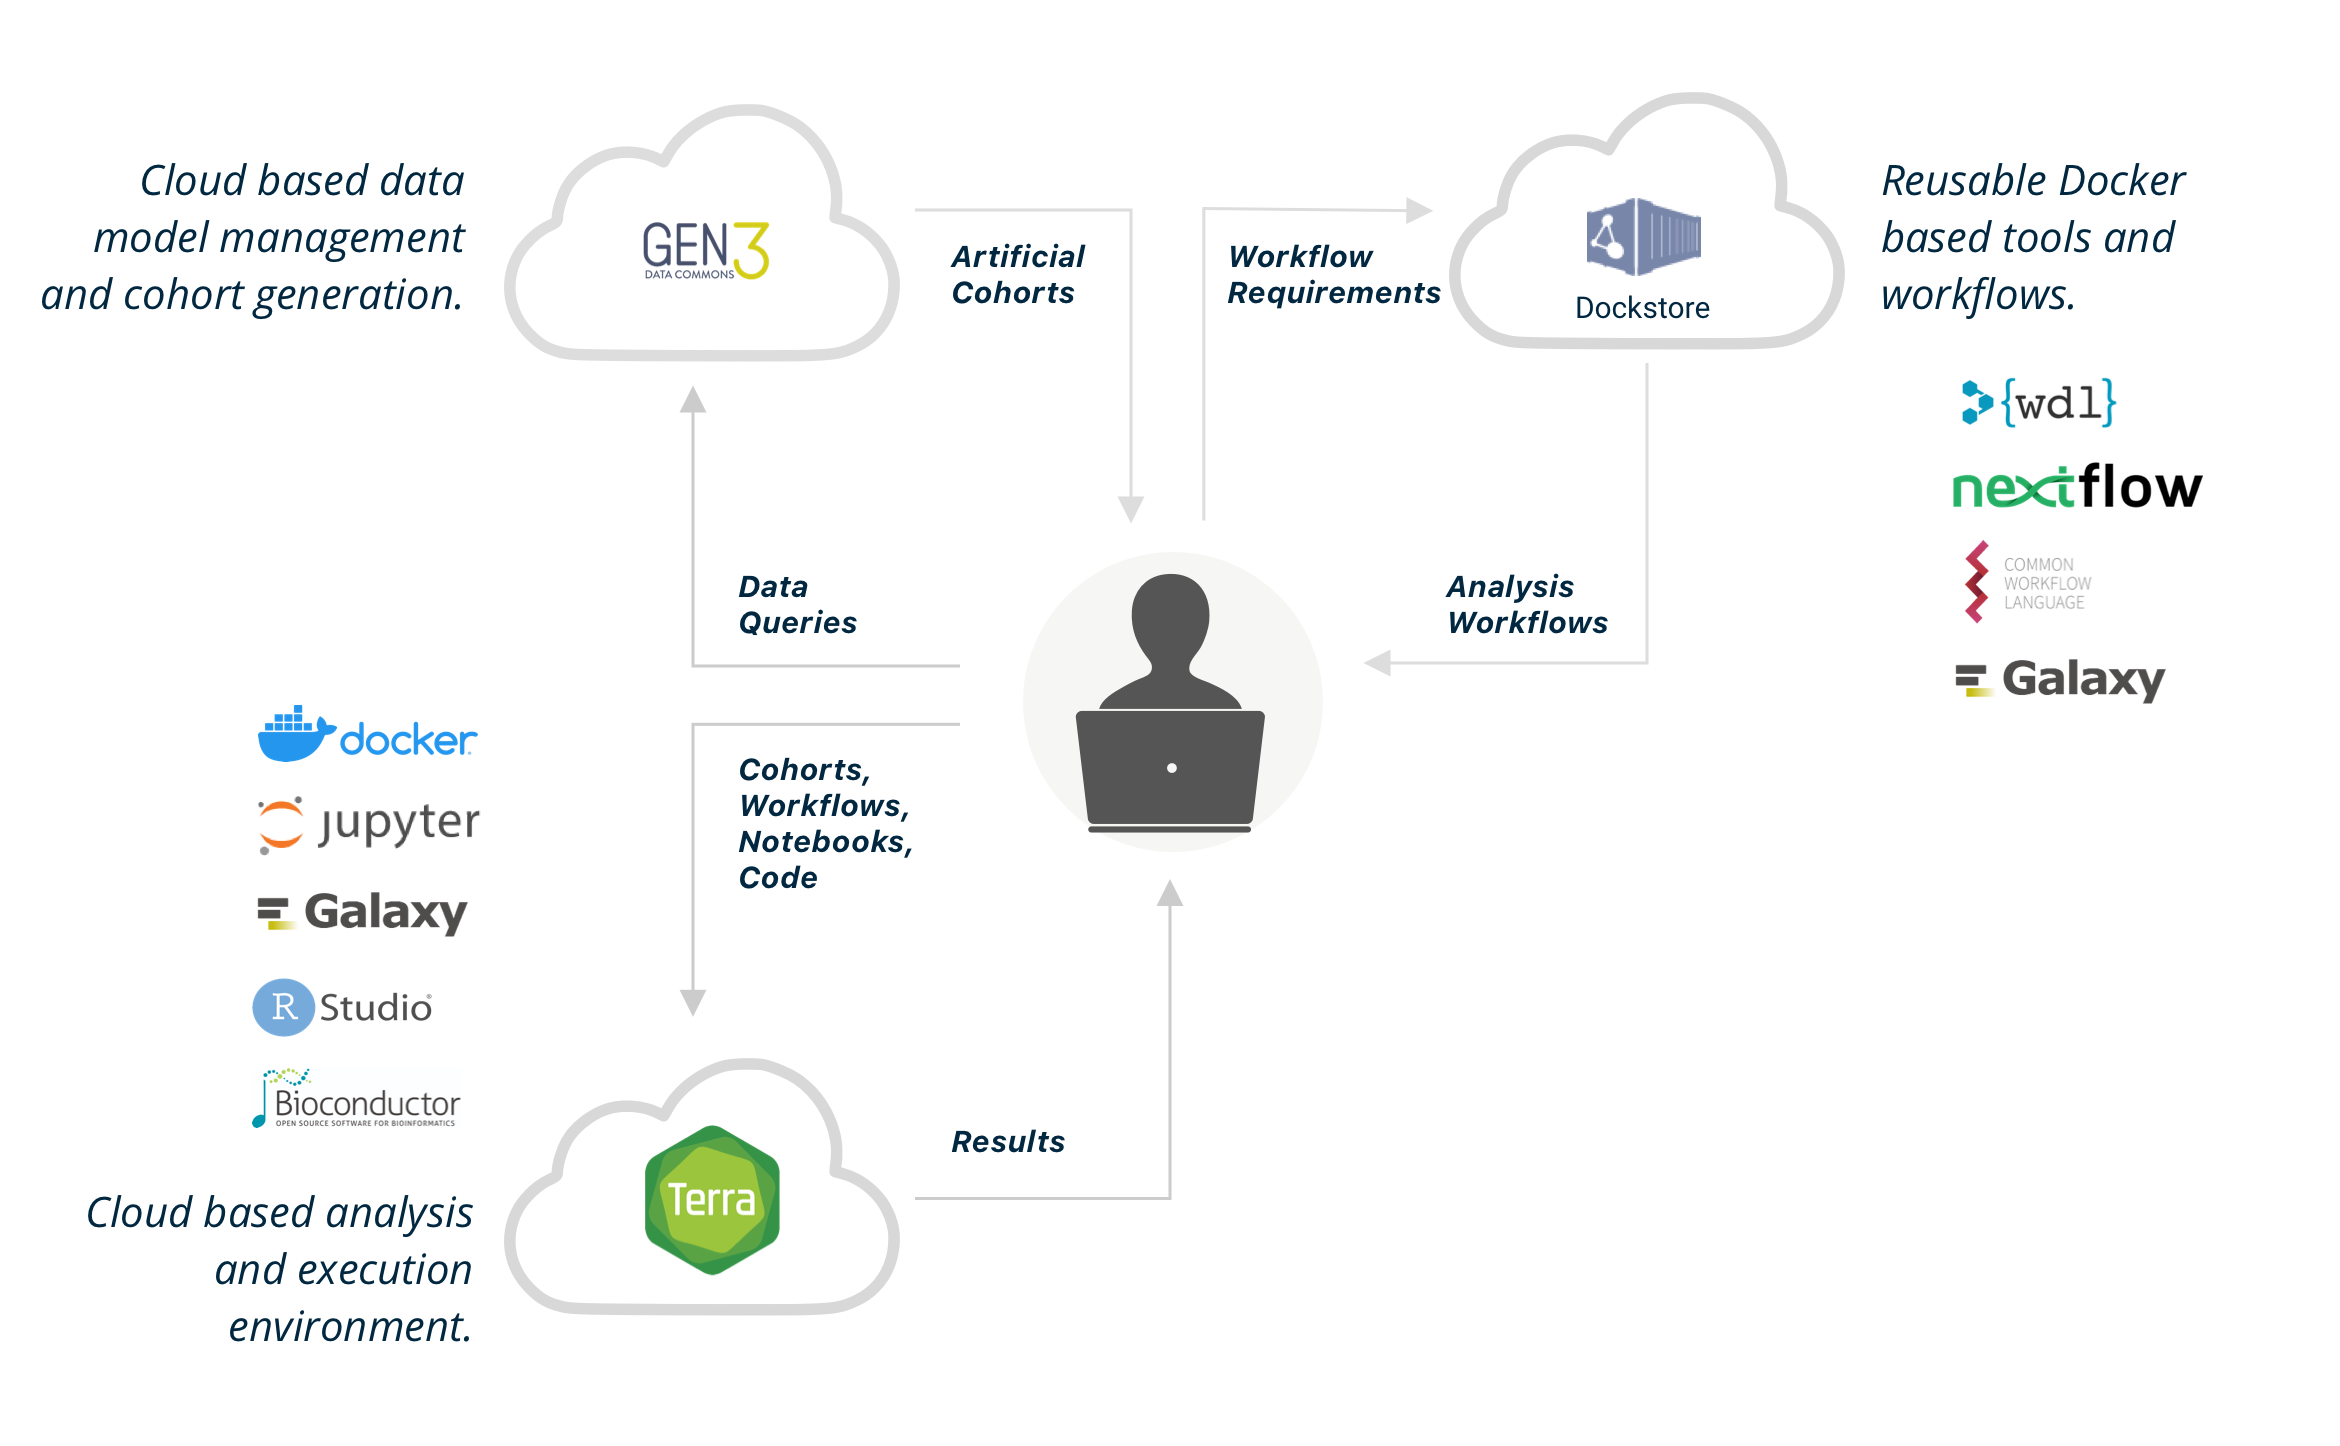 Cloud based data
model management
and cohort generation.
GEN3
DATA COMMONS
Artificial
Cohorts
Workflow
Requirements
Dockstore
Reusable Docker
based tools and
workflows.
{wdl}
nextflow
COMMON
WORKFLOW
LANGUAGE
Galaxy
Data
Queries
Analysis
Workflows
docker
jupyter
Galaxy
R Studio®
Bioconductor
OPEN SOURCE SOFTWARE FOR BIOINFORMATICS
Cohorts,
Workflows,
Notebooks,
Code
Cloud based analysis
and execution
environment.
Terra
Results